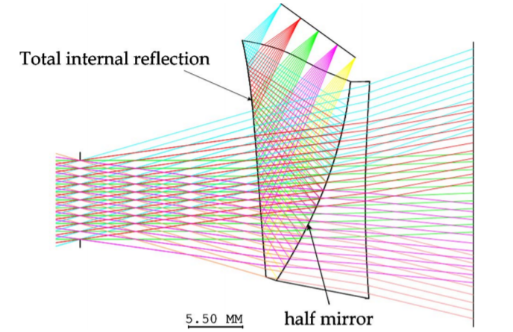 Total internal reflection
5.50 MM
half mirror